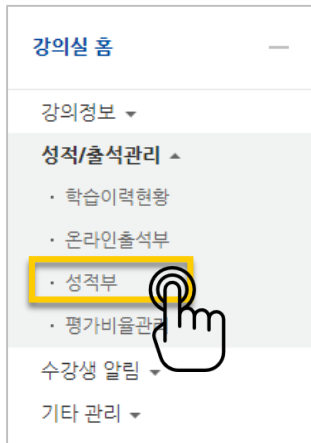 강의실 홈
강의정보
성적/출석관리
· 학습이력현황
· 온라인출석부
· 성적부
· 평가비율관리
수강생 알림
기타 관리